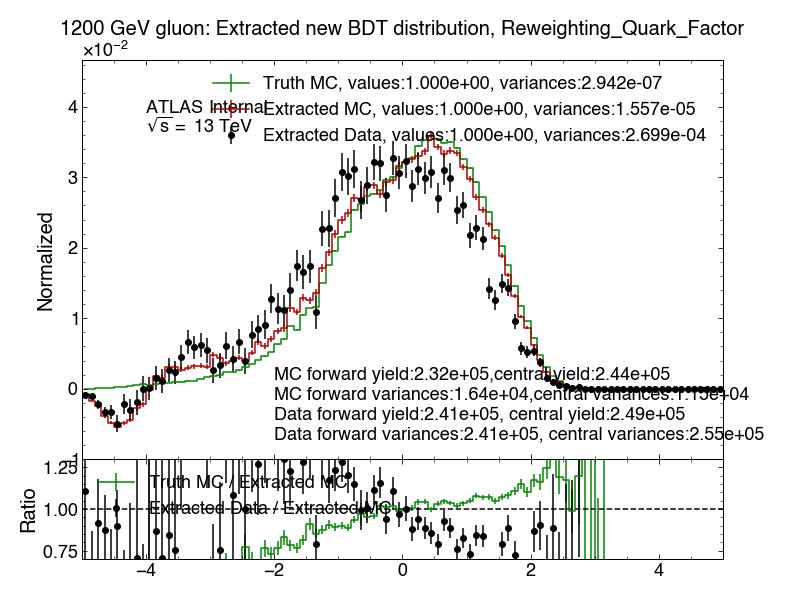 1200 GeV gluon: Extracted new BDT distribution, Reweighting_Quark_Factor
×10⁻²
Truth MC, values:1.000e+00, variances:2.942e-07
ATLAS Internal
Extracted MC, values:1.000e+00, variances:1.557e-05
√s = 13 TeV
Extracted Data, values:1.000e+00, variances:2.699e-04
4
3
2
1
0
Normalized
MC forward yield:2.32e+05,central yield:2.44e+05
MC forward variances:1.64e+04,central variances:1.15e+04
Data forward yield:2.41e+05, central yield:2.49e+05
Data forward variances:2.41e+05, central variances:2.55e+05
1
1.25
1.00
0.75
Ratio
Truth MC / Extracted MC
Extracted Data / Extracted MC
−4 −2 0 2 4